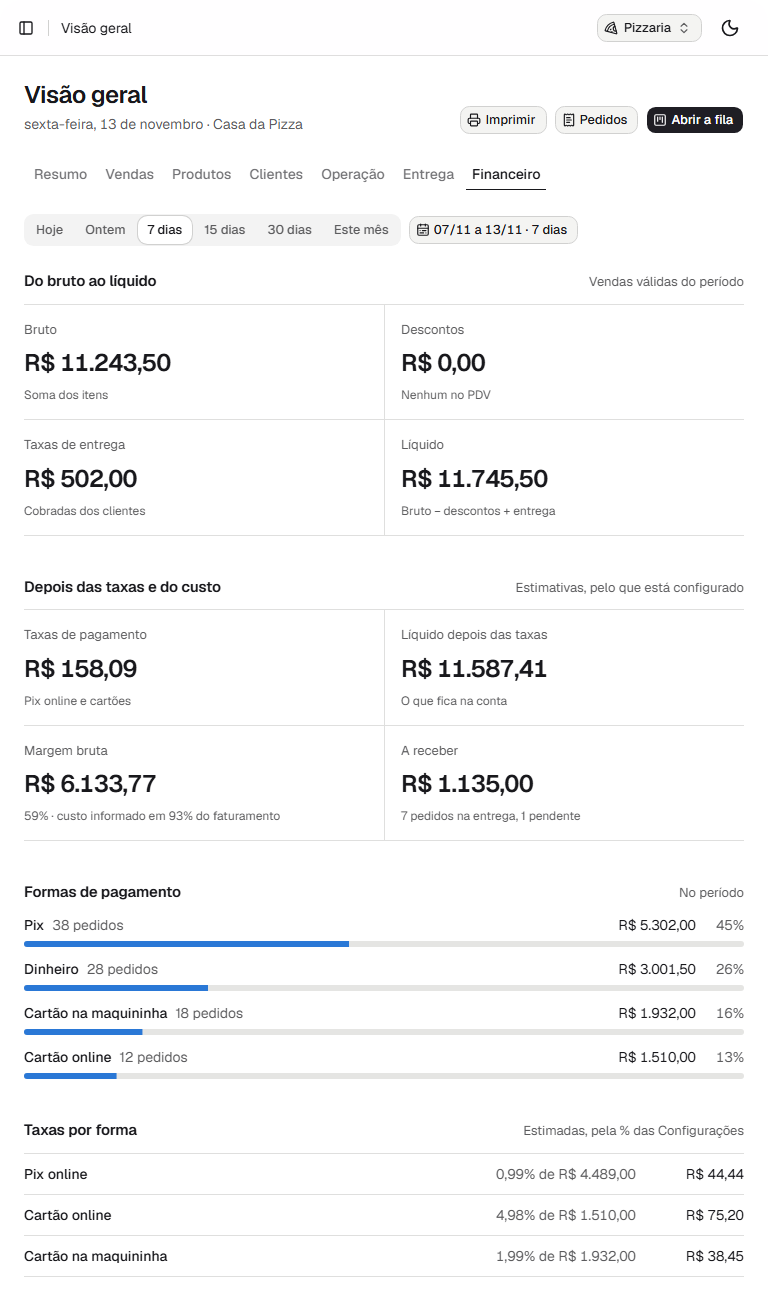 Visão geral
Pizzaria
Visão geral
sexta-feira, 13 de novembro · Casa da Pizza
Imprimir
Pedidos
Abrir a fila
Resumo Vendas Produtos Clientes Operação Entrega Financeiro
Hoje Ontem 7 dias 15 dias 30 dias Este mês 07/11 a 13/11 · 7 dias
Do bruto ao líquido Vendas válidas do período
Bruto
R$ 11.243,50
Soma dos itens
Descontos
R$ 0,00
Nenhum no PDV
Taxas de entrega
R$ 502,00
Cobradas dos clientes
Líquido
R$ 11.745,50
Bruto − descontos + entrega
Depois das taxas e do custo Estimativas, pelo que está configurado
Taxas de pagamento
R$ 158,09
Pix online e cartões
Líquido depois das taxas
R$ 11.587,41
O que fica na conta
Margem bruta
R$ 6.133,77
59% · custo informado em 93% do faturamento
A receber
R$ 1.135,00
7 pedidos na entrega, 1 pendente
Formas de pagamento No período
Pix 38 pedidos R$ 5.302,00 45%
Dinheiro 28 pedidos R$ 3.001,50 26%
Cartão na maquininha 18 pedidos R$ 1.932,00 16%
Cartão online 12 pedidos R$ 1.510,00 13%
Taxas por forma Estimadas, pela % das Configurações
Pix online 0,99% de R$ 4.489,00 R$ 44,44
Cartão online 4,98% de R$ 1.510,00 R$ 75,20
Cartão na maquininha 1,99% de R$ 1.932,00 R$ 38,45